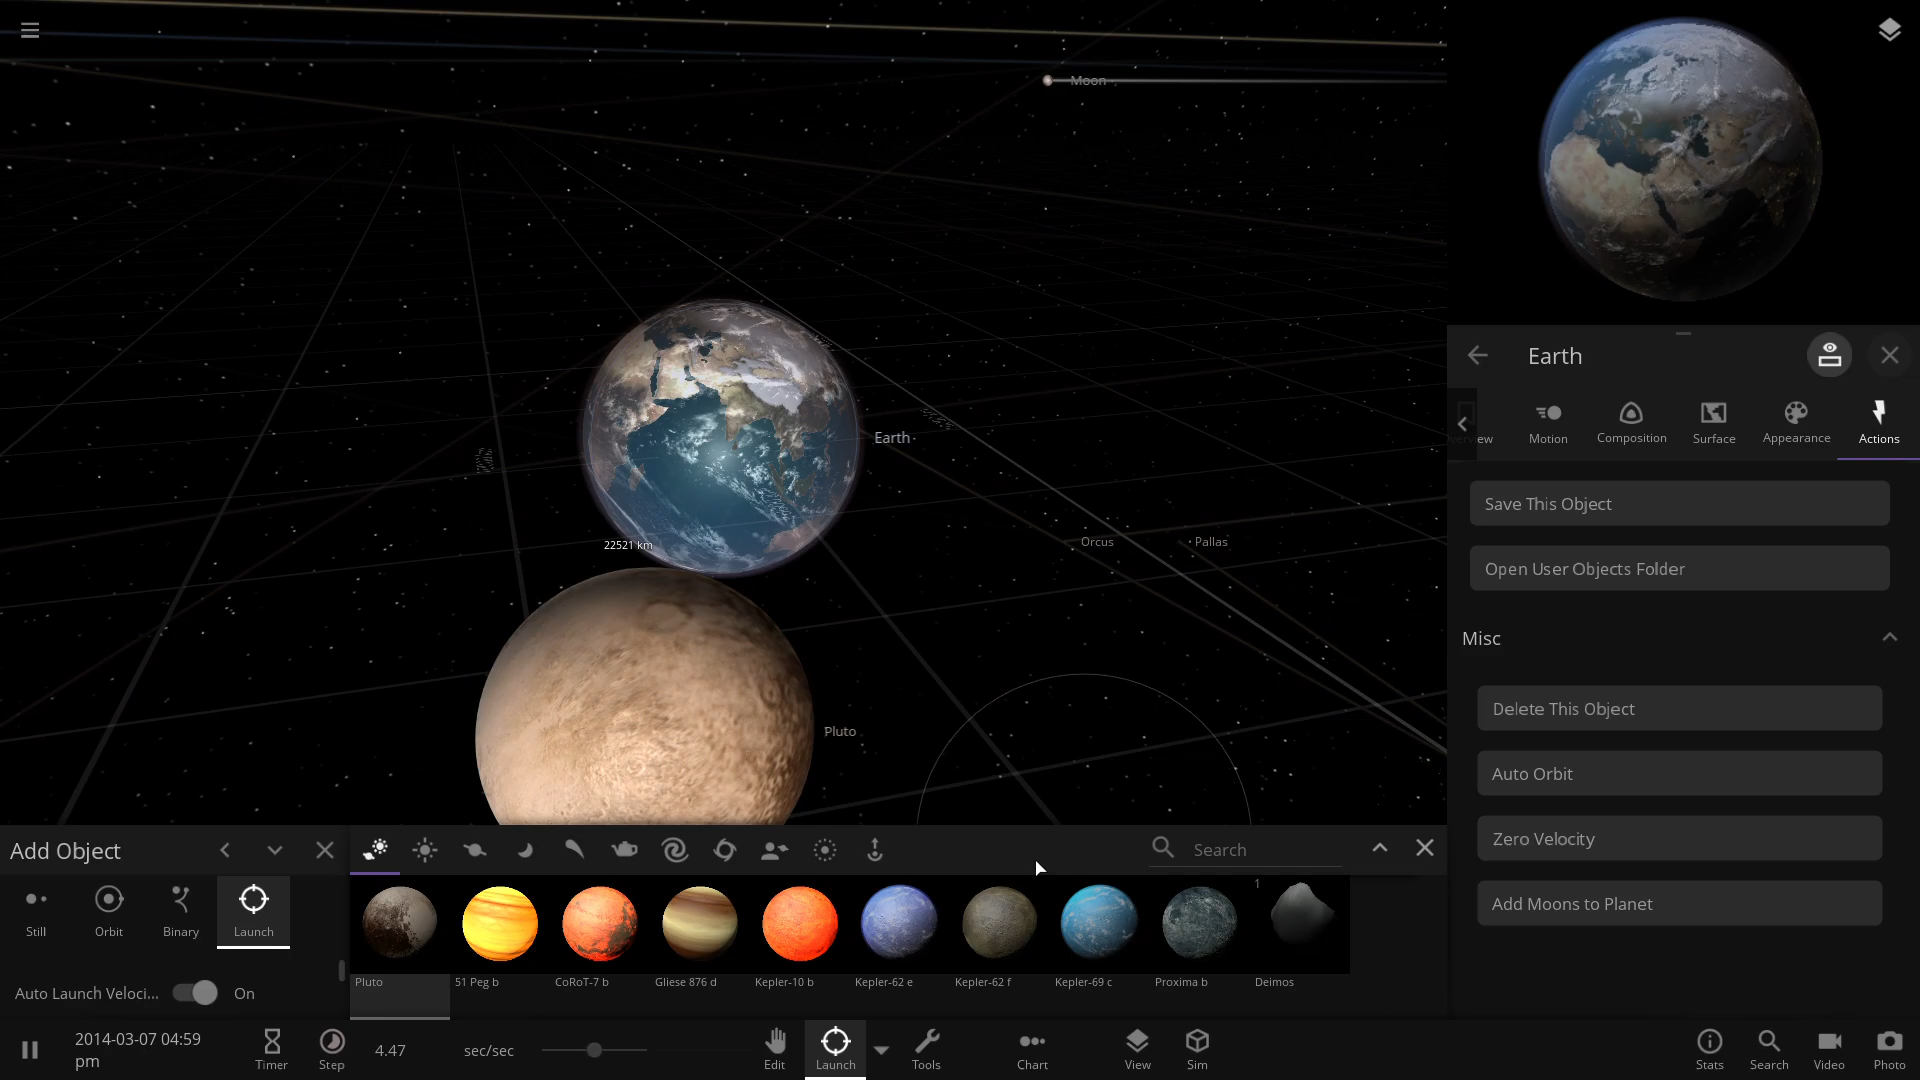 Moon
Earth
22521 km
Orcus
Pallas
Pluto
Earth
Motion
Composition
Surface
Appearance
Actions
Save This Object
Open User Objects Folder
Misc
Delete This Object
Auto Orbit
Zero Velocity
Add Moons to Planet
Add Object
Search
Still
Orbit
Binary
Launch
1
Pluto
51 Peg b
CoRoT-7 b
Gliese 876 d
Kepler-10 b
Kepler-62 e
Kepler-62 f
Kepler-69 c
Proxima b
Deimos
Auto Launch Veloci...
On
2014-03-07 04:59
pm
Timer
Step
4.47
sec/sec
Edit
Launch
Tools
Chart
View
Sim
Stats
Search
Video
Photo